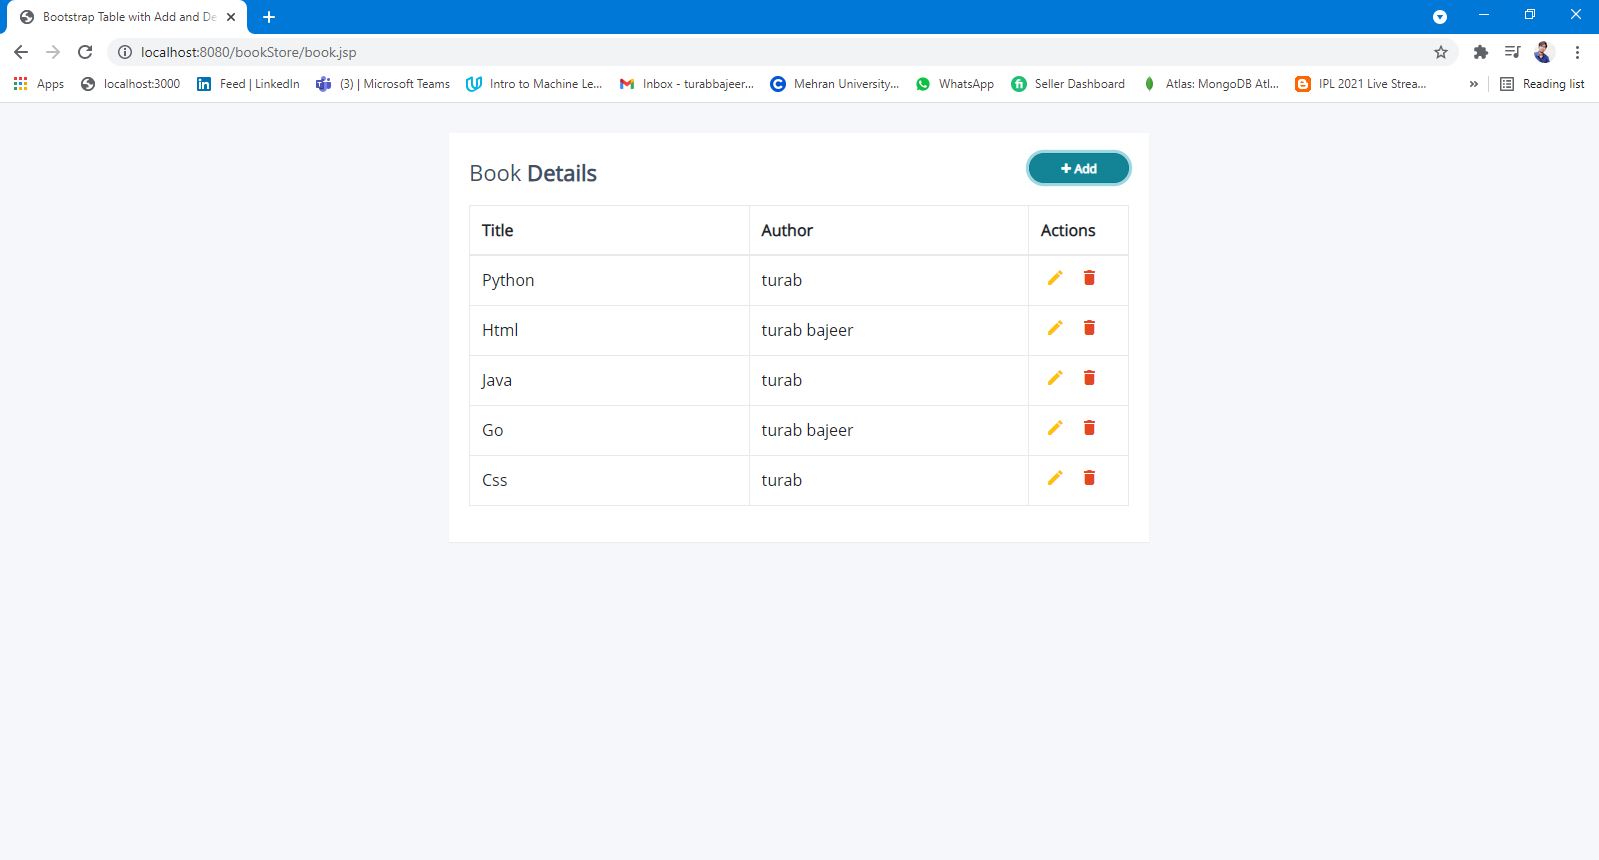 Bootstrap Table with Add and De
localhost:8080/bookStore/book.jsp
Apps localhost:3000 Feed | LinkedIn (3) | Microsoft Teams Intro to Machine Le... Inbox - turabbajeer... Mehran University... WhatsApp Seller Dashboard Atlas: MongoDB Atl... IPL 2021 Live Strea... » Reading list
Book Details + Add
Title Author Actions
Python turab
Html turab bajeer
Java turab
Go turab bajeer
Css turab